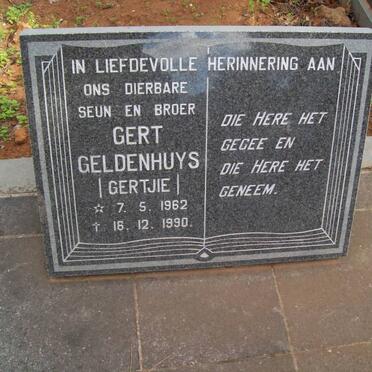 IN LIEFDEVOLLE HERINNERING AAN
ONS DIERBARE
SEUN EN BROER
GERT
GELDENHUYS
|GERTJIE|
☆ 7. 5. 1962
† 16. 12. 1990.
DIE HERE HET
GEGEE EN
DIE HERE HET
GENEEM.